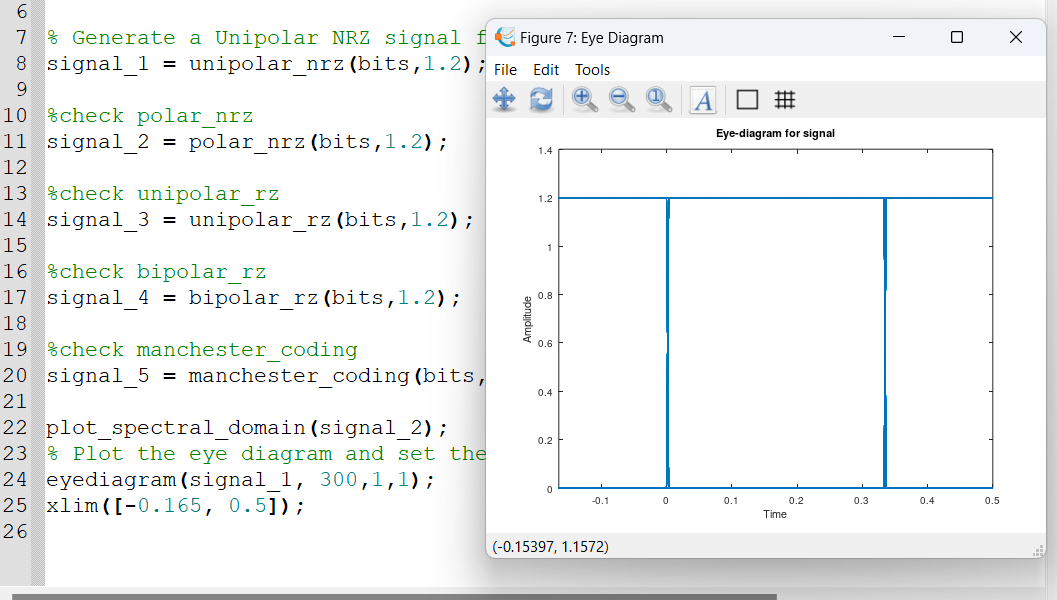 6
7 % Generate a Unipolar NRZ signal f
8 signal_1 = unipolar_nrz(bits,1.2);
9
10 %check polar_nrz
11 signal_2 = polar_nrz(bits,1.2);
12
13 %check unipolar_rz
14 signal_3 = unipolar_rz(bits,1.2);
15
16 %check bipolar_rz
17 signal_4 = bipolar_rz(bits,1.2);
18
19 %check manchester_coding
20 signal_5 = manchester_coding(bits,
21
22 plot_spectral_domain(signal_2);
23 % Plot the eye diagram and set the
24 eyediagram(signal_1, 300,1,1);
25 xlim([-0.165, 0.5]);
26
Figure 7: Eye Diagram
File Edit Tools
A
Eye-diagram for signal
1.4
1.2
1
0.8
0.6
0.4
0.2
0
Amplitude
-0.1 0 0.1 0.2 0.3 0.4 0.5
Time
(-0.15397, 1.1572)